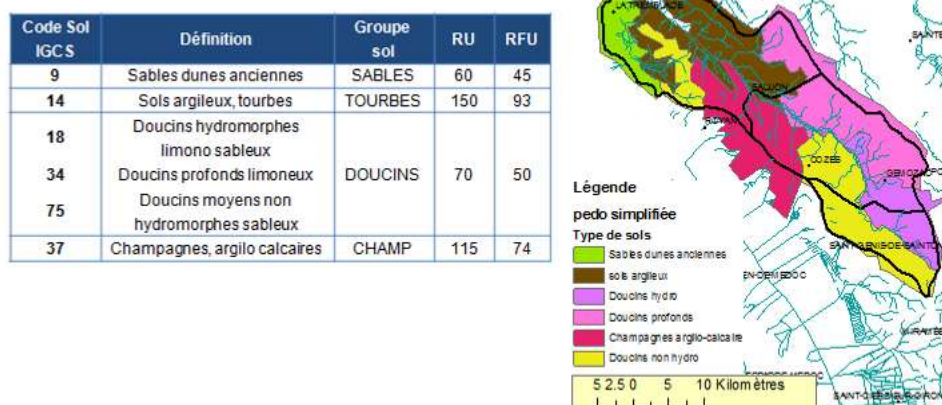 Code Sol IGCS | Définition | Groupe sol | RU | RFU
9 | Sables dunes anciennes | SABLES | 60 | 45
14 | Sols argileux, tourbes | TOURBES | 150 | 93
18 | Doucins hydromorphes limono sableux
34 | Doucins profonds limoneux | DOUCINS | 70 | 50
75 | Doucins moyens non hydromorphes sableux
37 | Champagnes, argilo calcaires | CHAMP | 115 | 74
LA TREMBLADE
SAUJON
COZES
Légende
pedo simplifiée
Type de sols
Sables dunes anciennes
sols argileux
Doucins hydro
Doucins profonds
Champagnes argilo-calcaire
Doucins non hydro
5 2.5 0 5 10 Kilomètres